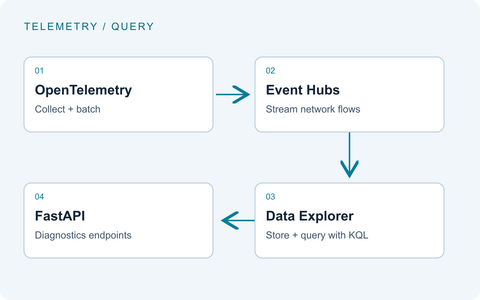 TELEMETRY / QUERY
01
OpenTelemetry
Collect + batch
02
Event Hubs
Stream network flows
03
Data Explorer
Store + query with KQL
04
FastAPI
Diagnostics endpoints